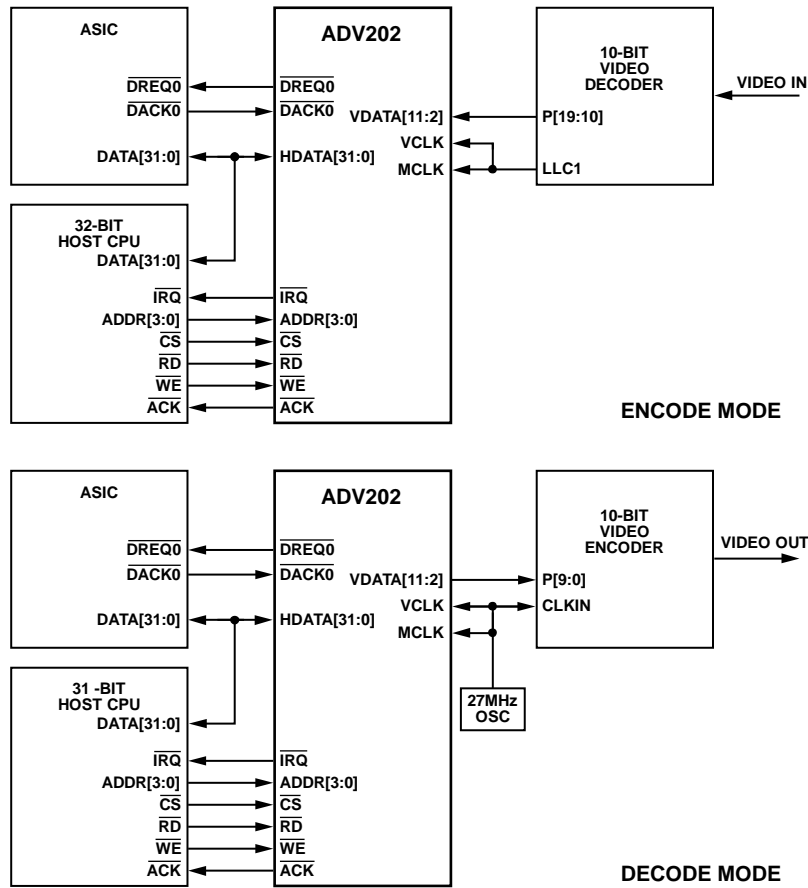 ASIC
DREQ0
DACK0
DATA[31:0]
32-BIT
HOST CPU
DATA[31:0]
IRQ
ADDR[3:0]
CS
RD
WE
ACK
ADV202
DREQ0
DACK0
HDATA[31:0]
IRQ
ADDR[3:0]
CS
RD
WE
ACK
VDATA[11:2]
VCLK
MCLK
10-BIT
VIDEO
DECODER
P[19:10]
LLC1
VIDEO IN
ENCODE MODE
ASIC
DREQ0
DACK0
DATA[31:0]
31 -BIT
HOST CPU
DATA[31:0]
IRQ
ADDR[3:0]
CS
RD
WE
ACK
ADV202
DREQ0
DACK0
HDATA[31:0]
IRQ
ADDR[3:0]
CS
RD
WE
ACK
VDATA[11:2]
VCLK
MCLK
10-BIT
VIDEO
ENCODER
P[9:0]
CLKIN
VIDEO OUT
27MHz
OSC
DECODE MODE